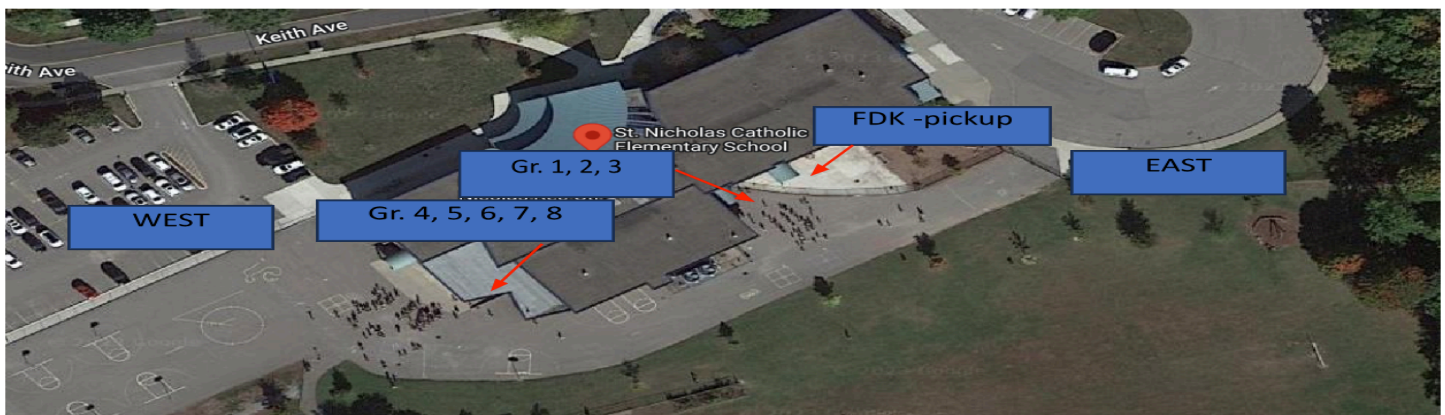 Keith Ave
ith Ave
St. Nicholas Catholic
Elementary School
FDK -pickup
Gr. 1, 2, 3
EAST
Gr. 4, 5, 6, 7, 8
WEST